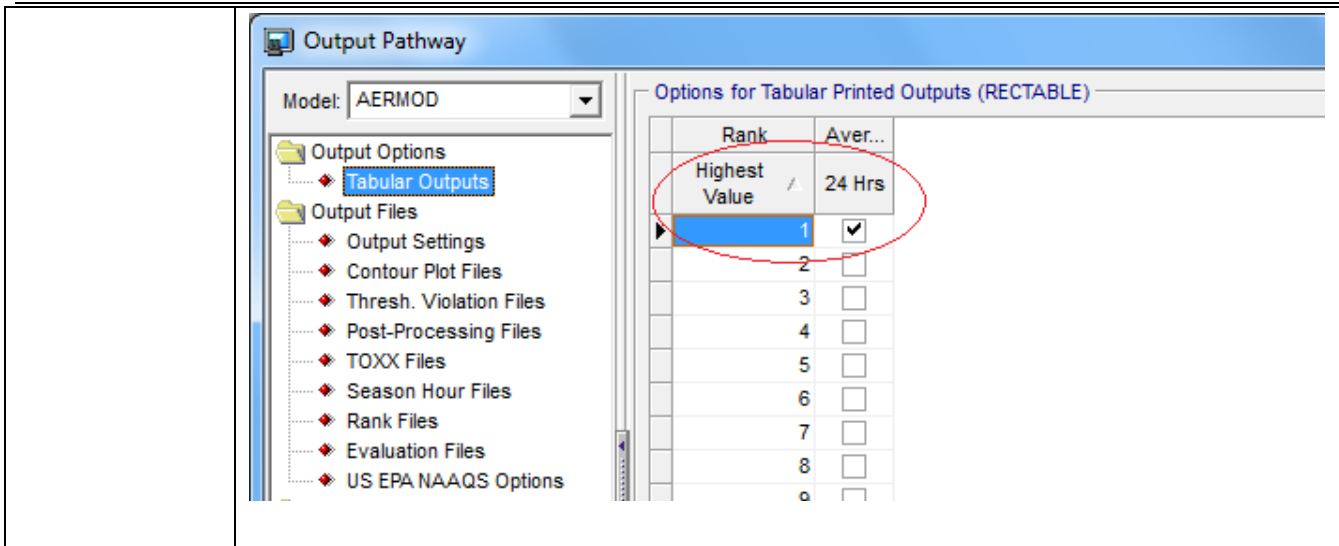 Output Pathway
Model: AERMOD
Output Options
Tabular Outputs
Output Files
Output Settings
Contour Plot Files
Thresh. Violation Files
Post-Processing Files
TOXX Files
Season Hour Files
Rank Files
Evaluation Files
US EPA NAAQS Options
Options for Tabular Printed Outputs (RECTABLE)
Rank Aver...
Highest Value 24 Hrs
1
2
3
4
5
6
7
8
9